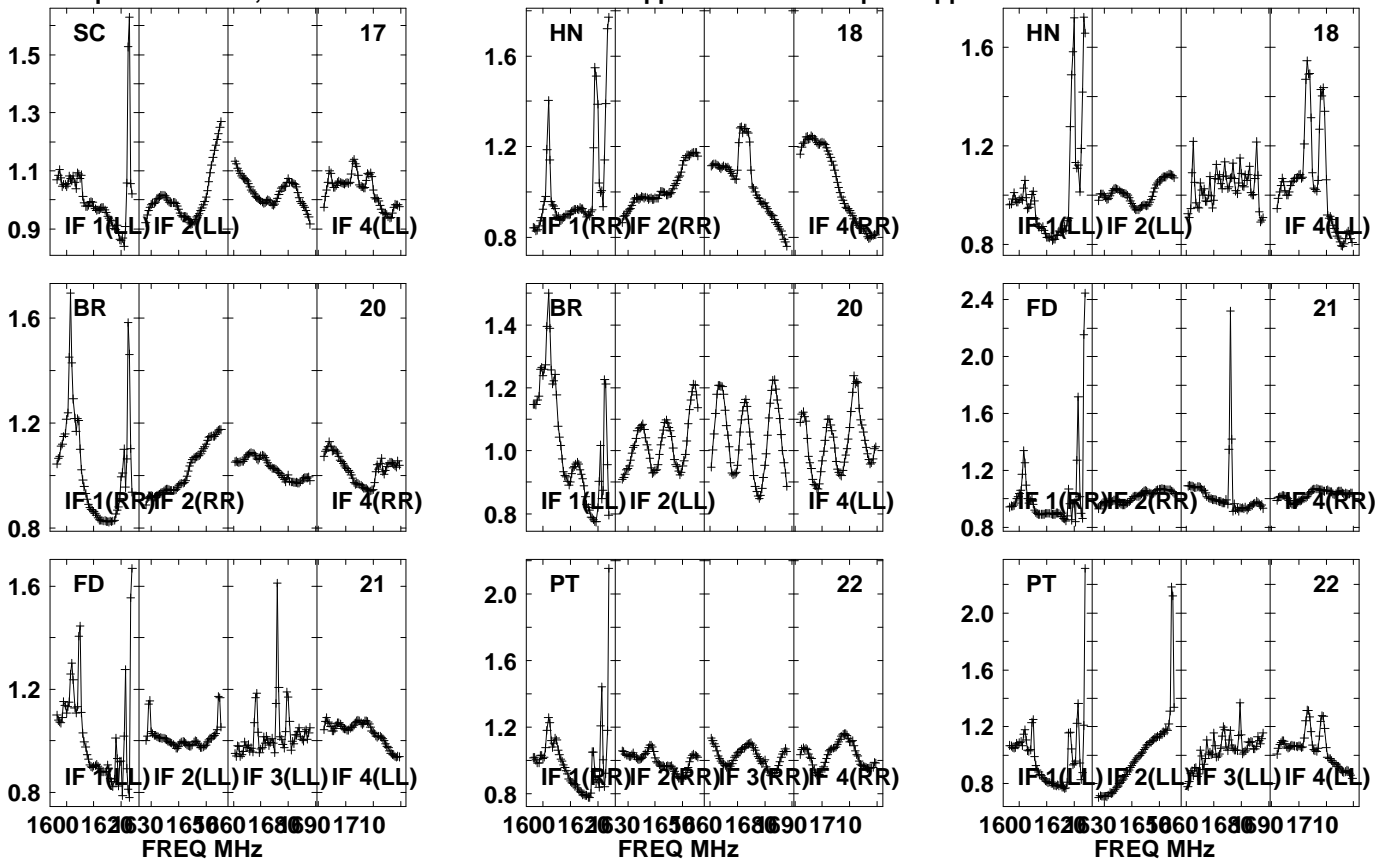 SC 17
1.5
1.3
1.1
0.9
IF 1(LL) IF 2(LL) IF 4(LL)
HN 18
1.6
1.2
0.8
IF 1(RR) IF 2(RR) IF 4(RR)
HN 18
1.6
1.2
0.8
IF 1(LL) IF 2(LL) IF 4(LL)
BR 20
1.6
1.2
0.8
IF 1(RR) IF 2(RR) IF 4(RR)
BR 20
1.4
1.2
1.0
0.8
IF 1(LL) IF 2(LL) IF 4(LL)
FD 21
2.4
2.0
1.6
1.2
0.8
IF 1(RR) IF 2(RR) IF 4(RR)
FD 21
1.6
1.2
0.8
IF 1(LL) IF 2(LL) IF 3(LL) IF 4(LL)
PT 22
2.0
1.6
1.2
0.8
IF 1(RR) IF 2(RR) IF 3(RR) IF 4(RR)
PT 22
2.0
1.6
1.2
0.8
IF 1(LL) IF 2(LL) IF 3(LL) IF 4(LL)
1600 1710
FREQ MHz
1600 1710
1600 1710
FREQ MHz